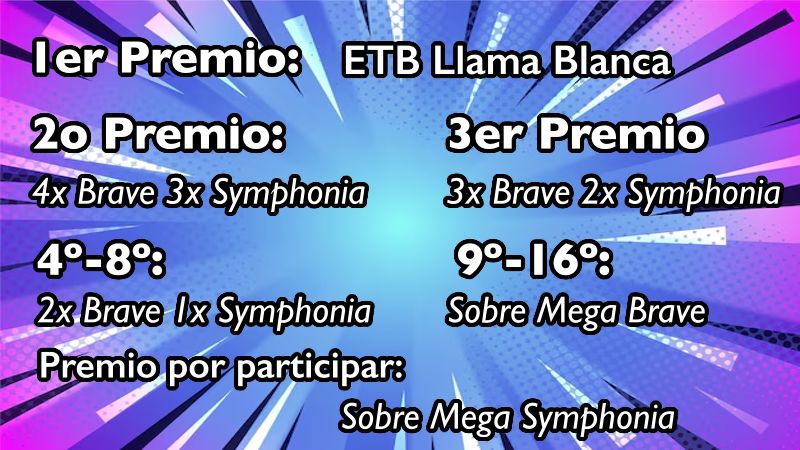 1er Premio: ETB Llama Blanca
2o Premio:
4x Brave 3x Symphonia
3er Premio
3x Brave 2x Symphonia
4º-8º:
2x Brave 1x Symphonia
9º-16º:
Sobre Mega Brave
Premio por participar:
Sobre Mega Symphonia